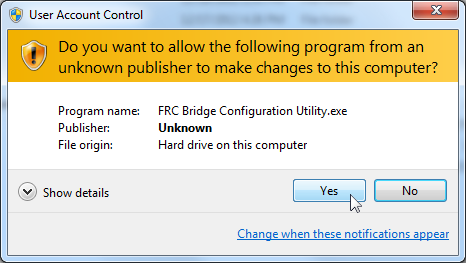 User Account Control
Do you want to allow the following program from an
unknown publisher to make changes to this computer?
Program name: FRC Bridge Configuration Utility.exe
Publisher: Unknown
File origin: Hard drive on this computer
Show details
Yes No
Change when these notifications appear